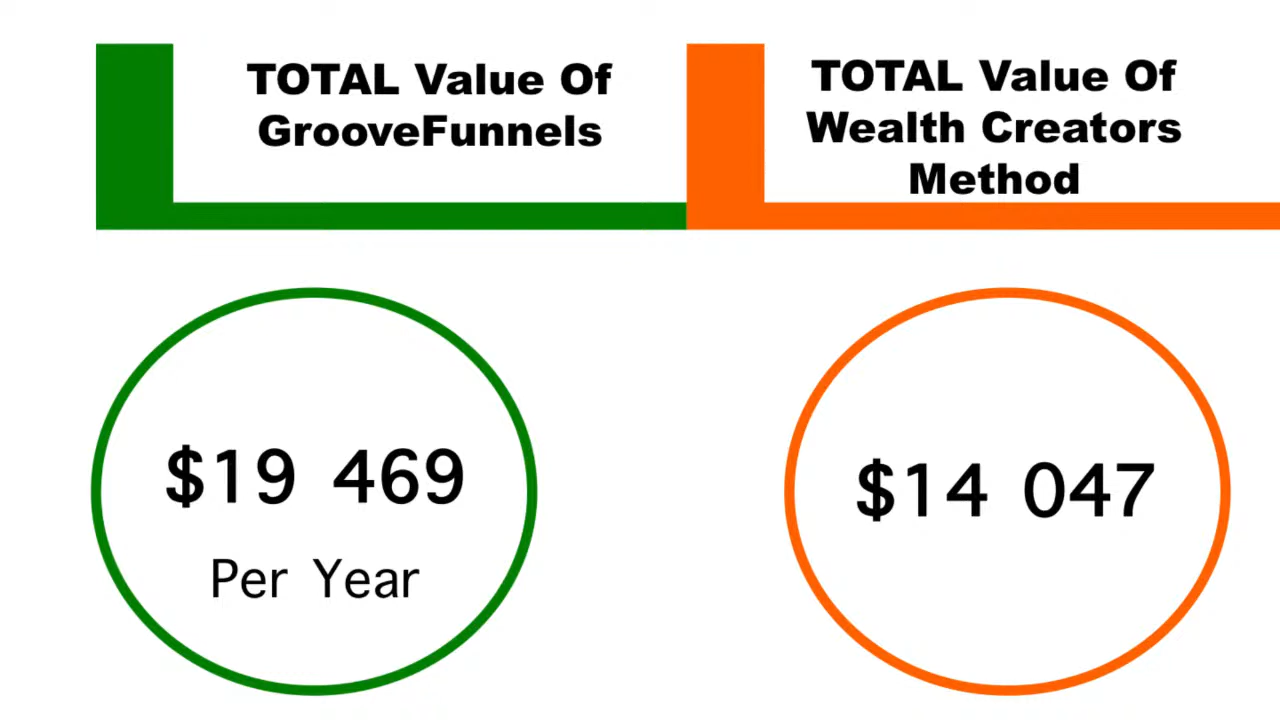 TOTAL Value Of
GrooveFunnels
TOTAL Value Of
Wealth Creators
Method
$19 469
Per Year
$14 047